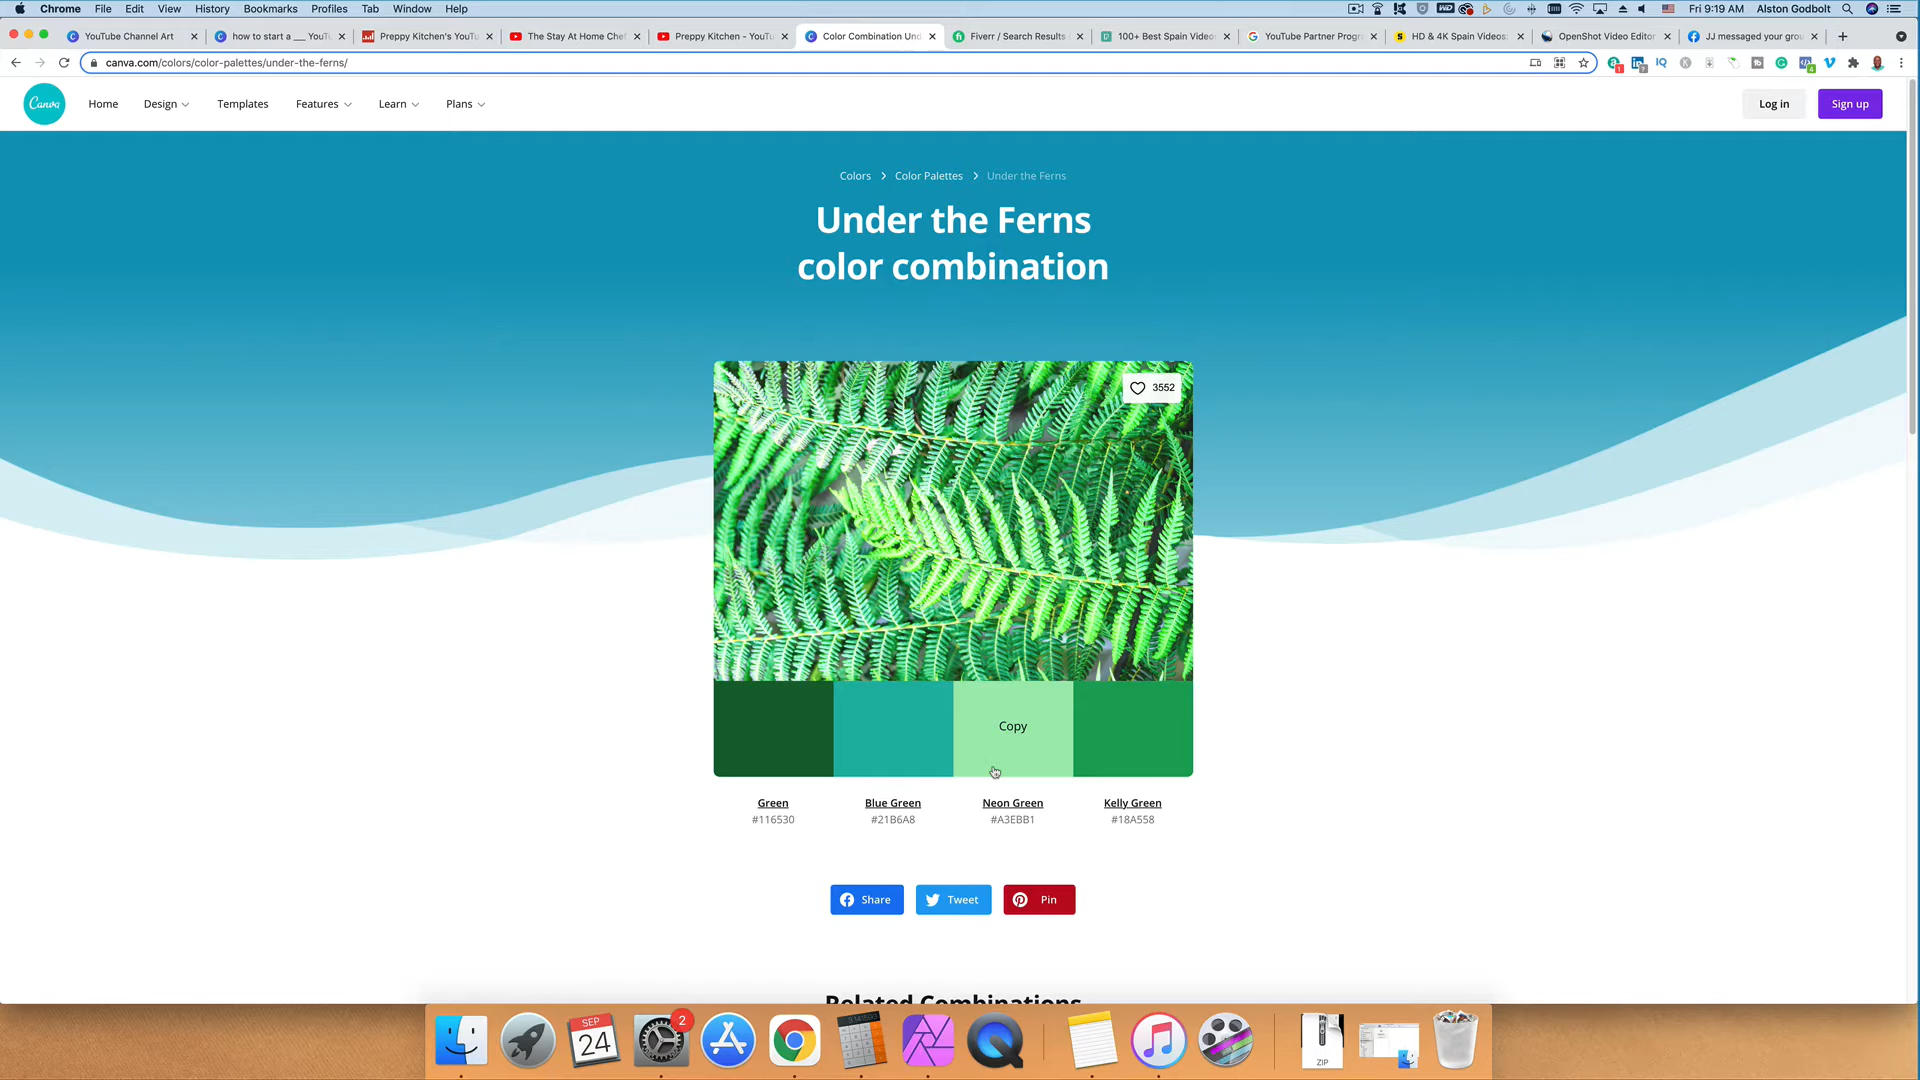 Chrome File Edit View History Bookmarks Profiles Tab Window Help Fri 9:19 AM Alston Godbolt
YouTube Channel Art
how to start a ___ YouTu
Preppy Kitchen's YouTu
The Stay At Home Chef
Preppy Kitchen - YouTu
Color Combination Und
Fiverr / Search Results
100+ Best Spain Videos
YouTube Partner Progr
HD & 4K Spain Videos
OpenShot Video Editor
JJ messaged your grou
canva.com/colors/color-palettes/under-the-ferns/
Canva Home Design Templates Features Learn Plans Log in Sign up
Colors Color Palettes Under the Ferns
Under the Ferns
color combination
3552
Copy
Green Blue Green Neon Green Kelly Green
#116530 #21B6A8 #A3EBB1 #18A558
Share Tweet Pin
Related Combinations
SEP
24
2
ZIP